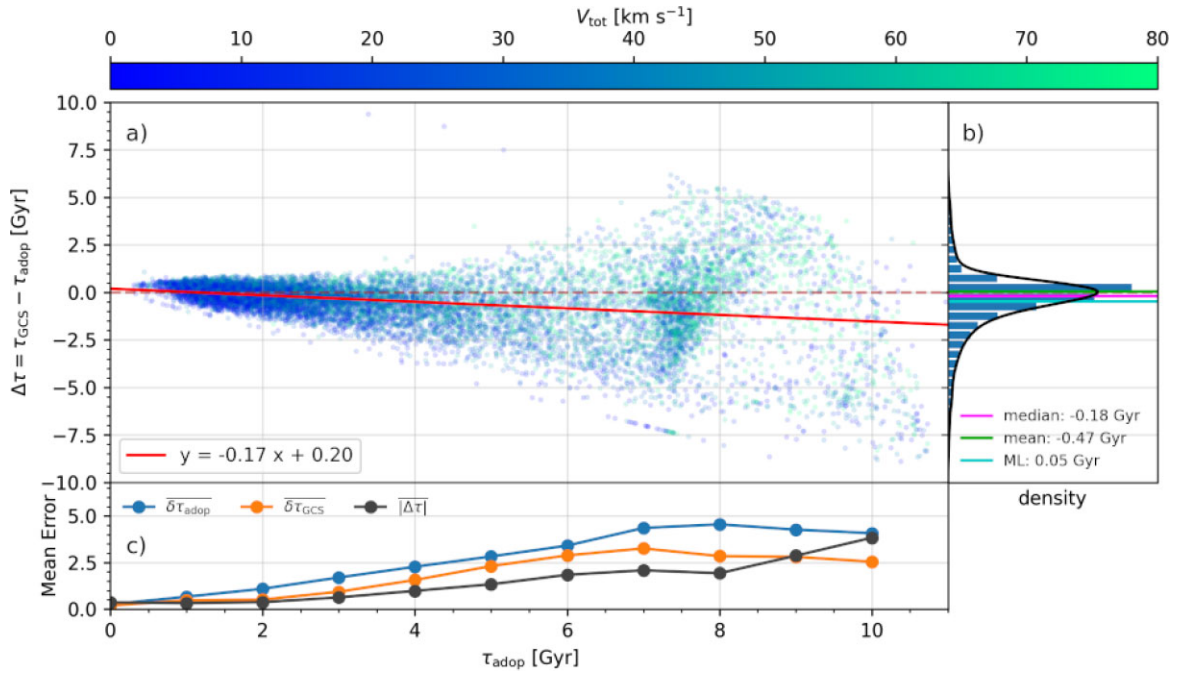 V_tot [km s⁻¹]
0 10 20 30 40 50 60 70 80
a)
b)
10.0
7.5
5.0
2.5
0.0
−2.5
−5.0
−7.5
−10.0
Δτ = τ_GCS − τ_adop [Gyr]
y = -0.17 x + 0.20
median: -0.18 Gyr
mean: -0.47 Gyr
ML: 0.05 Gyr
density
δτ_adop δτ_GCS |Δτ|
c)
Mean Error
5.0
2.5
0.0
0 2 4 6 8 10
τ_adop [Gyr]